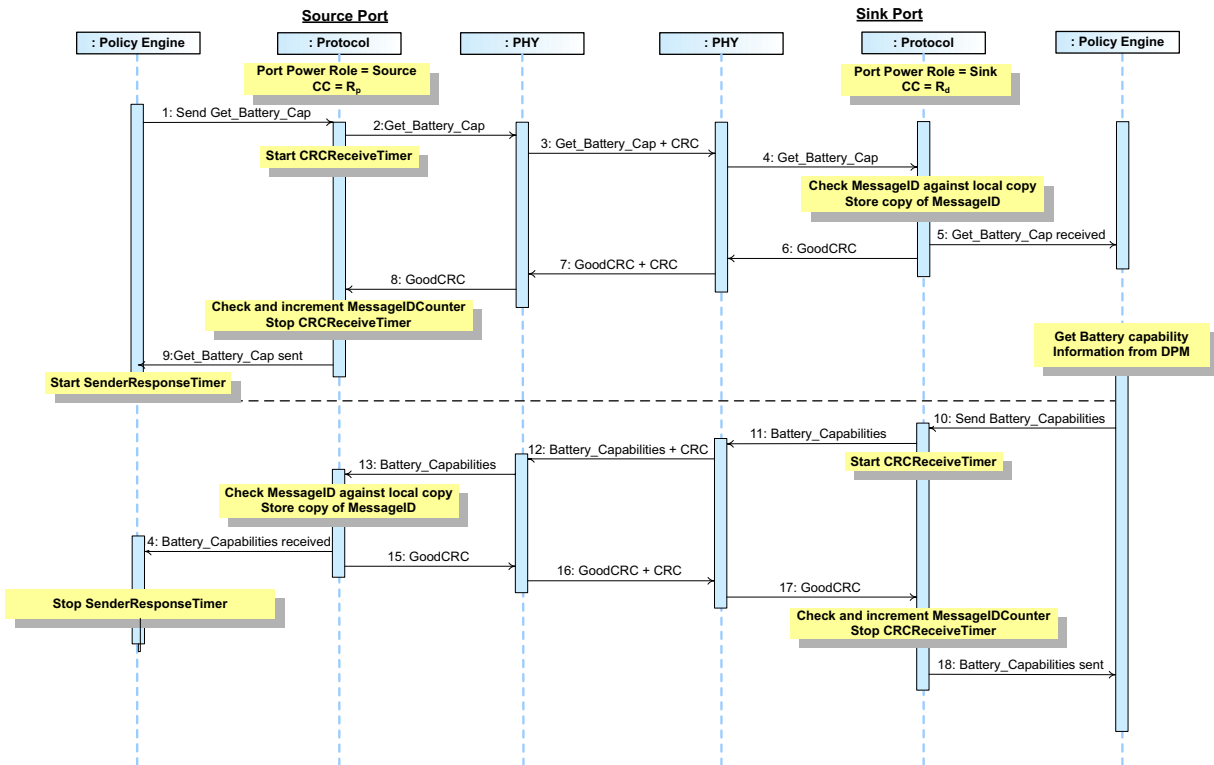 Source Port
Sink Port
: Policy Engine
: Protocol
: PHY
: PHY
: Protocol
: Policy Engine
Port Power Role = Source
CC = Rp
Port Power Role = Sink
CC = Rd
1: Send Get_Battery_Cap
2:Get_Battery_Cap
Start CRCReceiveTimer
3: Get_Battery_Cap + CRC
4: Get_Battery_Cap
Check MessageID against local copy
Store copy of MessageID
5: Get_Battery_Cap received
6: GoodCRC
7: GoodCRC + CRC
8: GoodCRC
Check and increment MessageIDCounter
Stop CRCReceiveTimer
9:Get_Battery_Cap sent
Start SenderResponseTimer
Get Battery capability
Information from DPM
10: Send Battery_Capabilities
11: Battery_Capabilities
Start CRCReceiveTimer
12: Battery_Capabilities + CRC
13: Battery_Capabilities
Check MessageID against local copy
Store copy of MessageID
4: Battery_Capabilities received
15: GoodCRC
16: GoodCRC + CRC
17: GoodCRC
Stop SenderResponseTimer
Check and increment MessageIDCounter
Stop CRCReceiveTimer
18: Battery_Capabilities sent